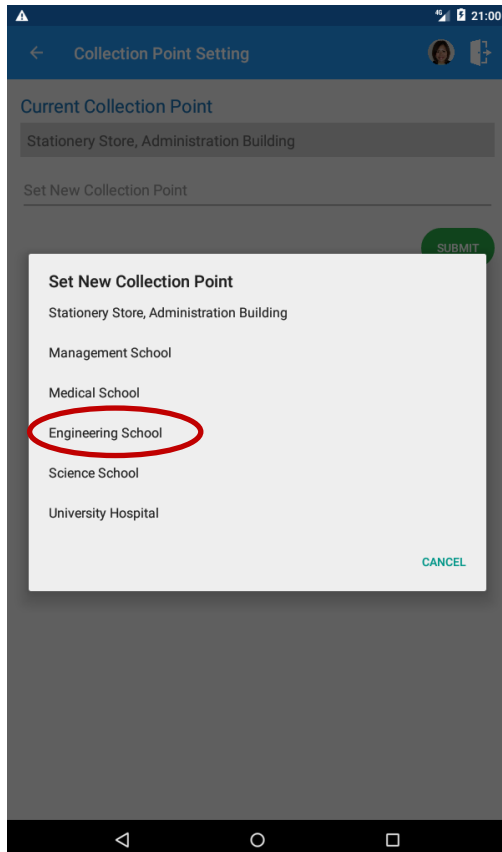 4G 21:00
Collection Point Setting
Current Collection Point
Stationery Store, Administration Building
Set New Collection Point
SUBMIT
Set New Collection Point
Stationery Store, Administration Building
Management School
Medical School
Engineering School
Science School
University Hospital
CANCEL